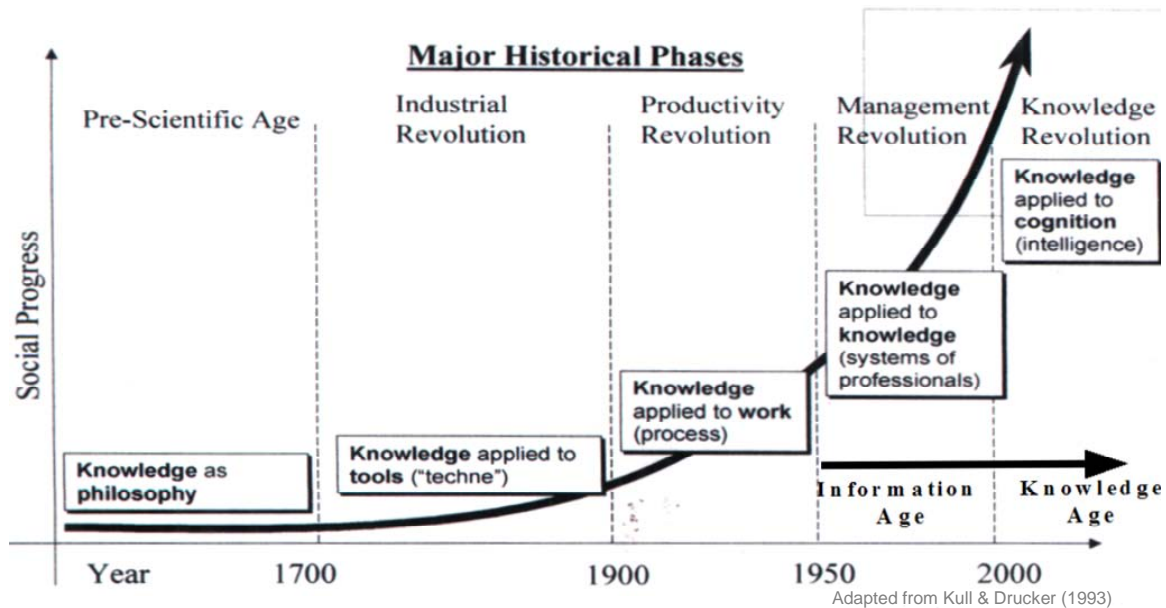 Major Historical Phases
Pre-Scientific Age
Industrial
Revolution
Productivity
Revolution
Management
Revolution
Knowledge
Revolution
Knowledge
applied to
cognition
(intelligence)
Knowledge
applied to
knowledge
(systems of
professionals)
Knowledge
applied to work
(process)
Knowledge applied to
tools ("techne")
Knowledge as
philosophy
Social Progress
Information
Age
Knowledge
Age
Year
1700
1900
1950
2000
Adapted from Kull & Drucker (1993)